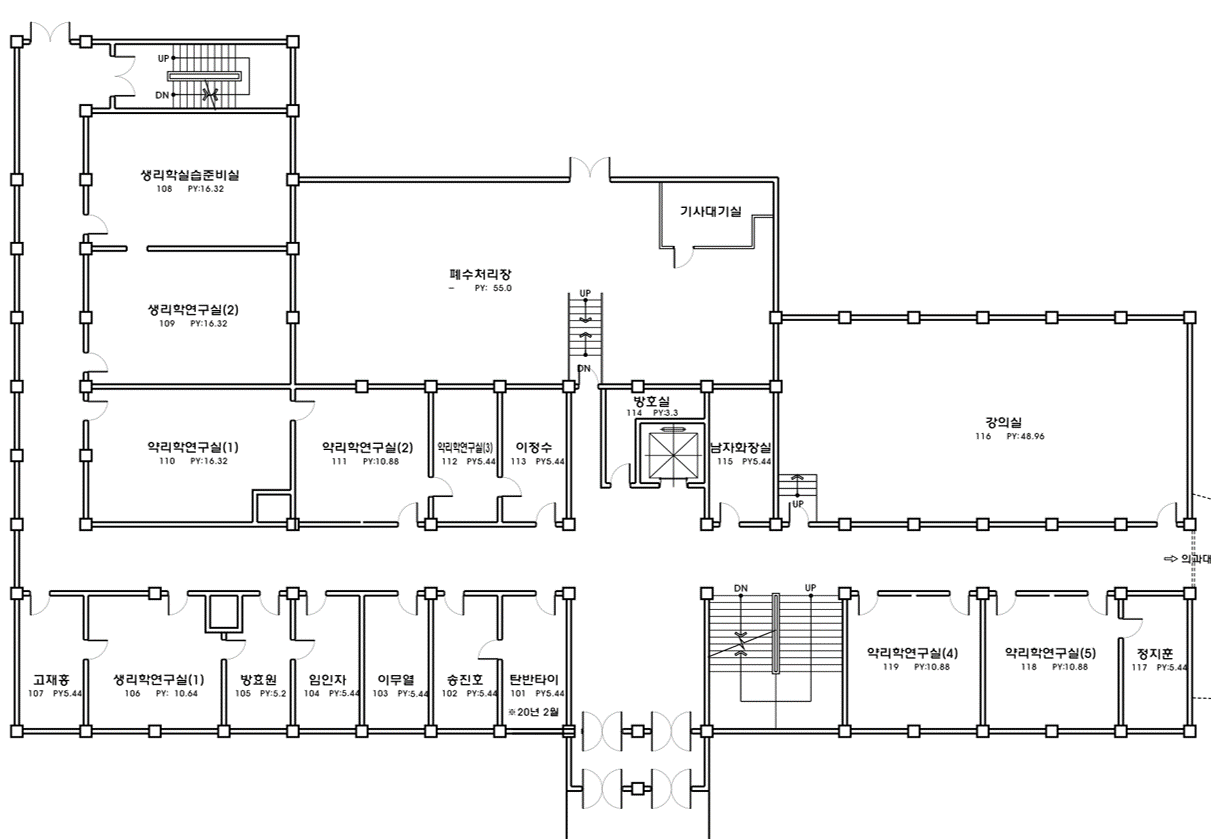 UP
DN
생리학실습준비실
108 PY:16.32
기사대기실
폐수처리장
- PY: 55.0
생리학연구실(2)
109 PY:16.32
UP
DN
방호실
114 PY:3.3
강의실
116 PY:48.96
약리학연구실(1)
110 PY:16.32
약리학연구실(2)
111 PY:10.88
약리학연구실(3)
112 PY5.44
이정수
113 PY5.44
남자화장실
115 PY5.44
UP
⇨ 의과대
DN
UP
고재홍
107 PY5.44
생리학연구실(1)
106 PY: 10.64
방효원
105 PY:5.2
임인자
104 PY:5.44
이무열
103 PY:5.44
송진호
102 PY:5.44
탄반타이
101 PY5.44
※20년 2월
약리학연구실(4)
119 PY:10.88
약리학연구실(5)
118 PY:10.88
정지훈
117 PY:5.44